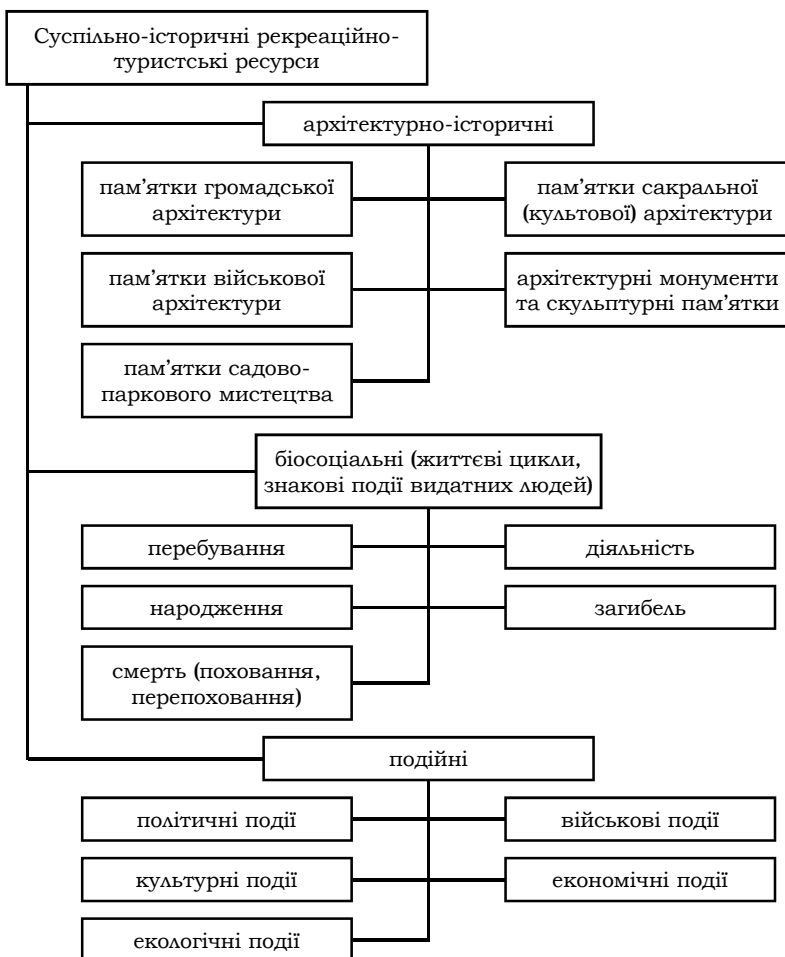 Суспільно-історичні рекреаційно-
туристські ресурси
архітектурно-історичні
пам’ятки громадської
архітектури
пам’ятки сакральної
(культової) архітектури
пам’ятки військової
архітектури
архітектурні монументи
та скульптурні пам’ятки
пам’ятки садово-
паркового мистецтва
біосоціальні (життєві цикли,
знакові події видатних людей)
перебування
діяльність
народження
загибель
смерть (поховання,
перепоховання)
подійні
політичні події
військові події
культурні події
економічні події
екологічні події